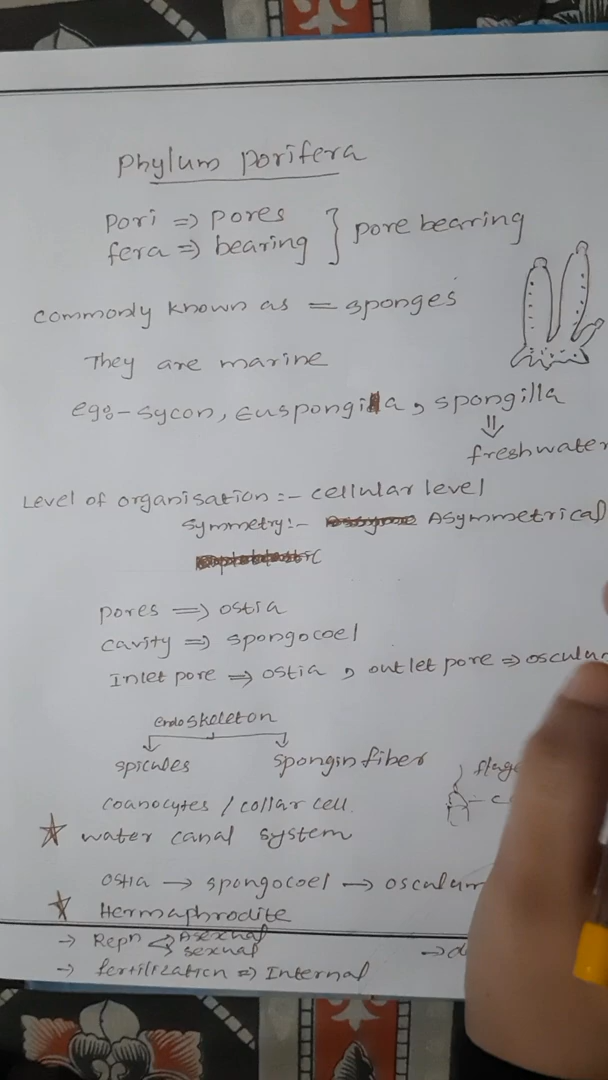 Phylum porifera
pori => pores
fera => bearing } pore bearing
commonly known as = sponges
They are marine
egs:- sycon, Euspongia, spongilla
freshwater
Level of organisation :- cellular level
symmetry:- Asymmetrical
pores => ostia
cavity => spongocoel
Inlet pore => ostia, outlet pore => osculum
endoskeleton
spicules spongin fiber
coanocytes / collar cell
water canal system
ostia → spongocoel → osculum
Hermaphrodite
→ Repn Asexual
sexual
→ fertilization => Internal